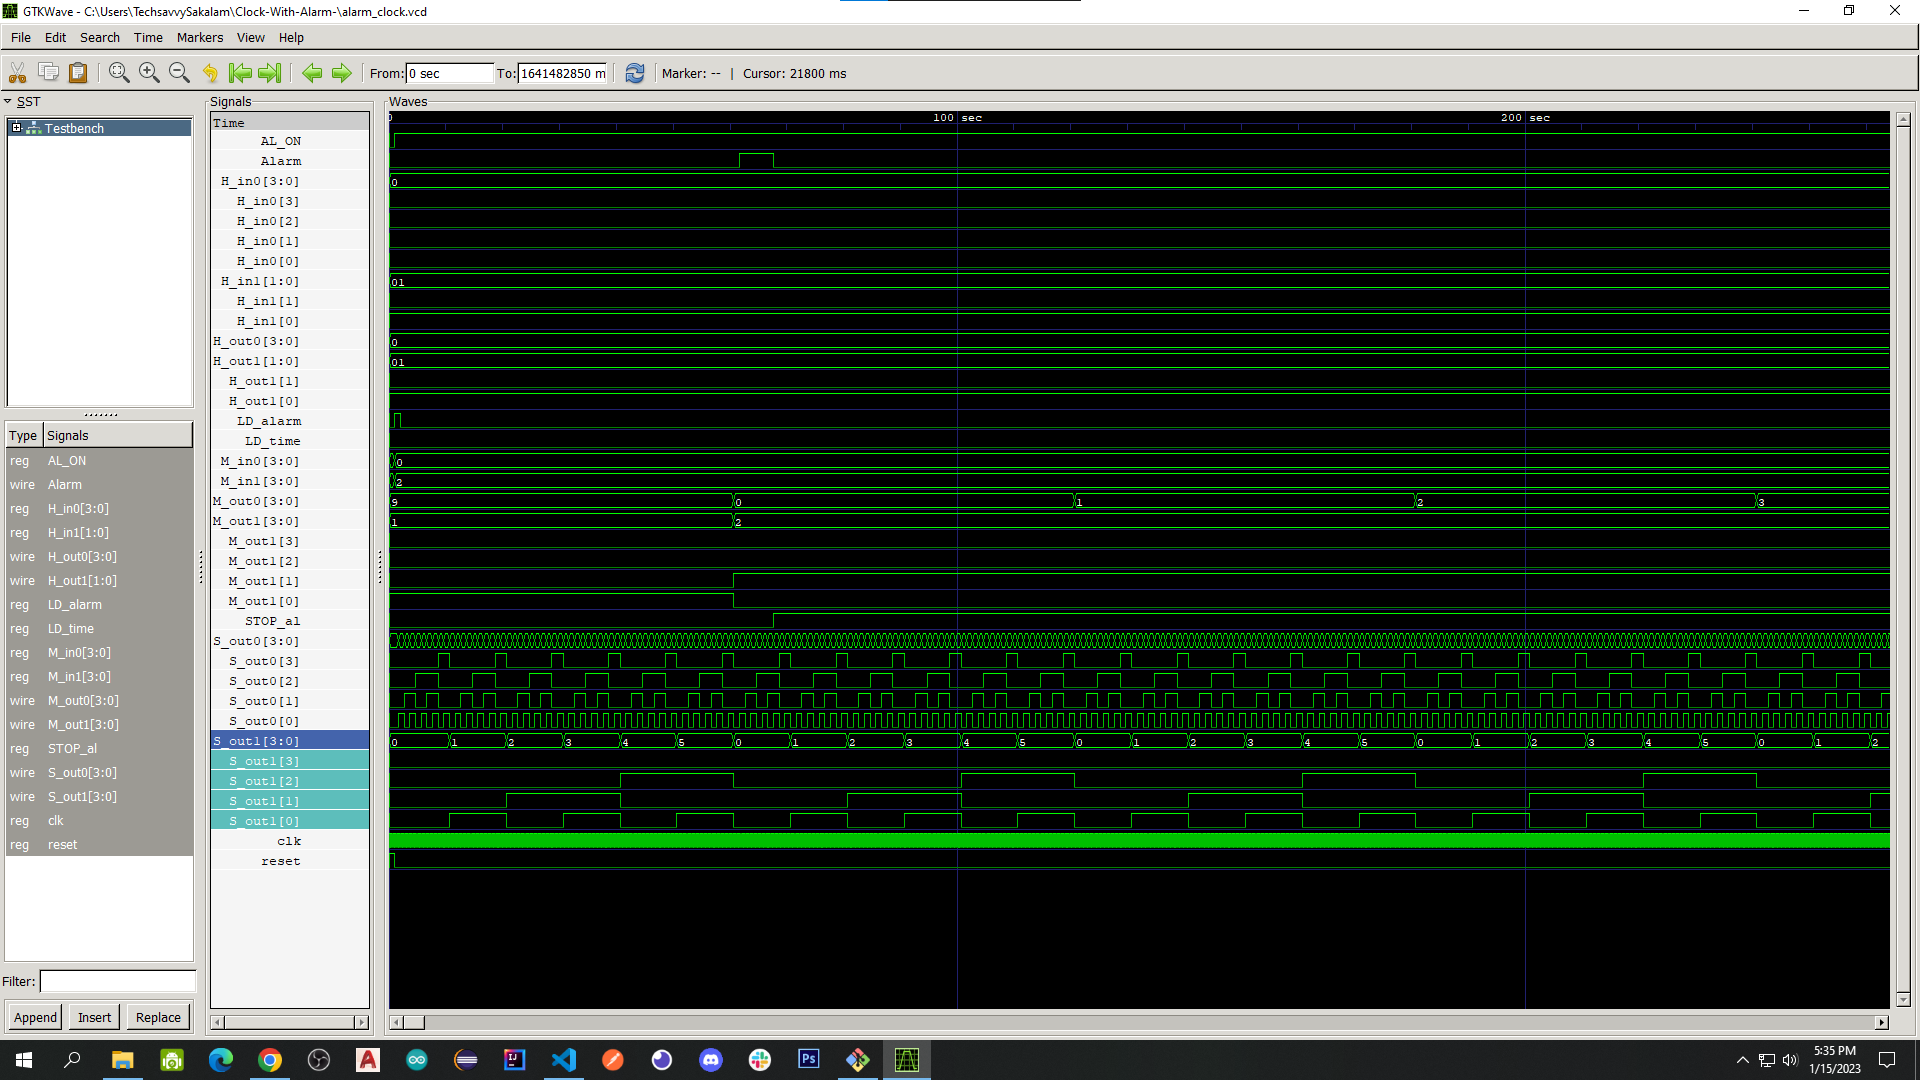 GTKWave - C:\Users\TechsavvySakalam\Clock-With-Alarm-\alarm_clock.vcd
File Edit Search Time Markers View Help
From: 0 sec To: 1641482850 m Marker: -- | Cursor: 21800 ms
SST
Testbench
Type Signals
reg AL_ON
wire Alarm
reg H_in0[3:0]
reg H_in1[1:0]
wire H_out0[3:0]
wire H_out1[1:0]
reg LD_alarm
reg LD_time
reg M_in0[3:0]
reg M_in1[3:0]
wire M_out0[3:0]
wire M_out1[3:0]
reg STOP_al
wire S_out0[3:0]
wire S_out1[3:0]
reg clk
reg reset
Filter:
Append Insert Replace
Signals
Time
AL_ON
Alarm
H_in0[3:0]
H_in0[3]
H_in0[2]
H_in0[1]
H_in0[0]
H_in1[1:0]
H_in1[1]
H_in1[0]
H_out0[3:0]
H_out1[1:0]
H_out1[1]
H_out1[0]
LD_alarm
LD_time
M_in0[3:0]
M_in1[3:0]
M_out0[3:0]
M_out1[3:0]
M_out1[3]
M_out1[2]
M_out1[1]
M_out1[0]
STOP_al
S_out0[3:0]
S_out0[3]
S_out0[2]
S_out0[1]
S_out0[0]
S_out1[3:0]
S_out1[3]
S_out1[2]
S_out1[1]
S_out1[0]
clk
reset
Waves
0 100 sec 200 sec
0
01
0
01
0
2
9 0 1 2 3
1 2
0 1 2 3 4 5 0 1 2 3 4 5 0 1 2 3 4 5 0 1 2 3 4 5 0 1 2
Ps
5:35 PM
1/15/2023